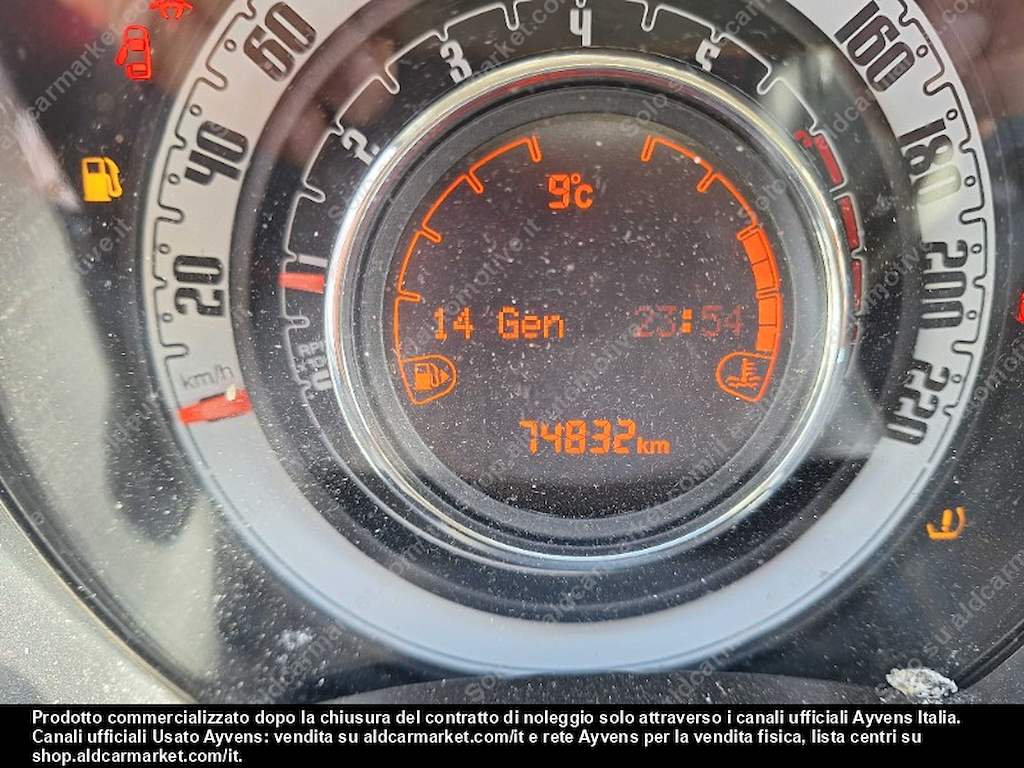 60
3
4
5
160
40
2
180
9°c
20
14 Gen 23:54
200
km/h
220
74832 km
Prodotto commercializzato dopo la chiusura del contratto di noleggio solo attraverso i canali ufficiali Ayvens Italia.
Canali ufficiali Usato Ayvens: vendita su aldcarmarket.com/it e rete Ayvens per la vendita fisica, lista centri su
shop.aldcarmarket.com/it.